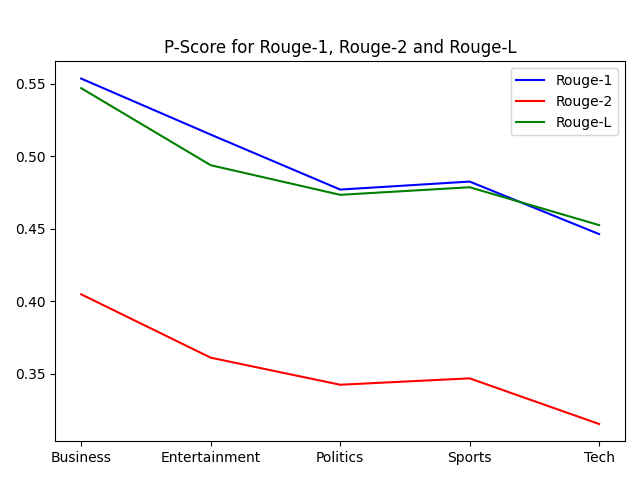 P-Score for Rouge-1, Rouge-2 and Rouge-L
Rouge-1
Rouge-2
Rouge-L
0.55
0.50
0.45
0.40
0.35
Business Entertainment Politics Sports Tech